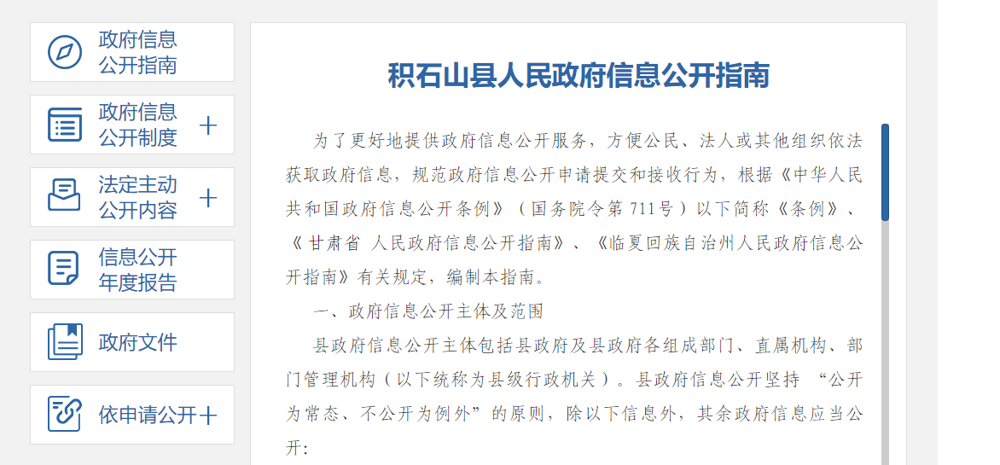 政府信息
公开指南
政府信息
公开制度
法定主动
公开内容
信息公开
年度报告
政府文件
依申请公开
积石山县人民政府信息公开指南
为了更好地提供政府信息公开服务，方便公民、法人或其他组织依法
获取政府信息，规范政府信息公开申请提交和接收行为，根据《中华人民
共和国政府信息公开条例》（国务院令第 711号）以下简称《条例》、
《 甘肃省 人民政府信息公开指南》、《临夏回族自治州人民政府信息公
开指南》有关规定，编制本指南。
一、政府信息公开主体及范围
县政府信息公开主体包括县政府及县政府各组成部门、直属机构、部
门管理机构（以下统称为县级行政机关）。县政府信息公开坚持 “公开
为常态、不公开为例外”的原则，除以下信息外，其余政府信息应当公
开：